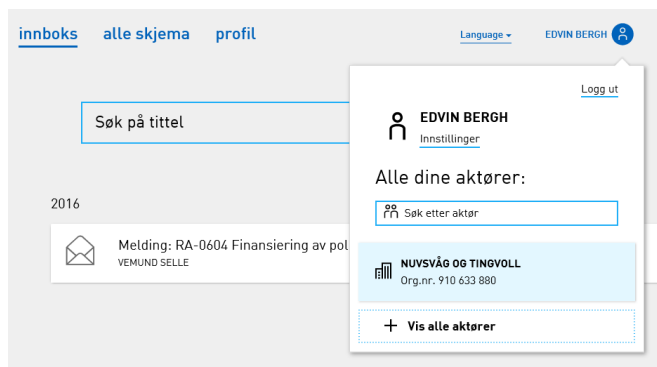 innboks alle skjema profil Language EDVIN BERGH
Logg ut
EDVIN BERGH
Innstillinger
Alle dine aktører:
Søk etter aktør
NUVSVÅG OG TINGVOLL
Org.nr. 910 633 880
+ Vis alle aktører
Søk på tittel
2016
Melding: RA-0604 Finansiering av pol
VEMUND SELLE